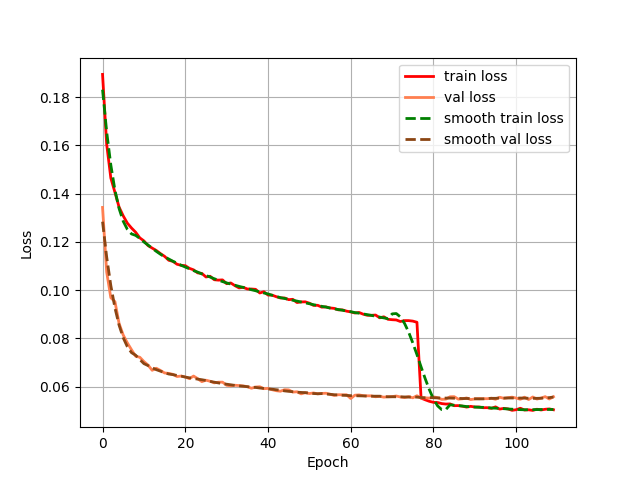 train loss
val loss
smooth train loss
smooth val loss
0.18
0.16
0.14
0.12
0.10
0.08
0.06
Loss
0 20 40 60 80 100
Epoch